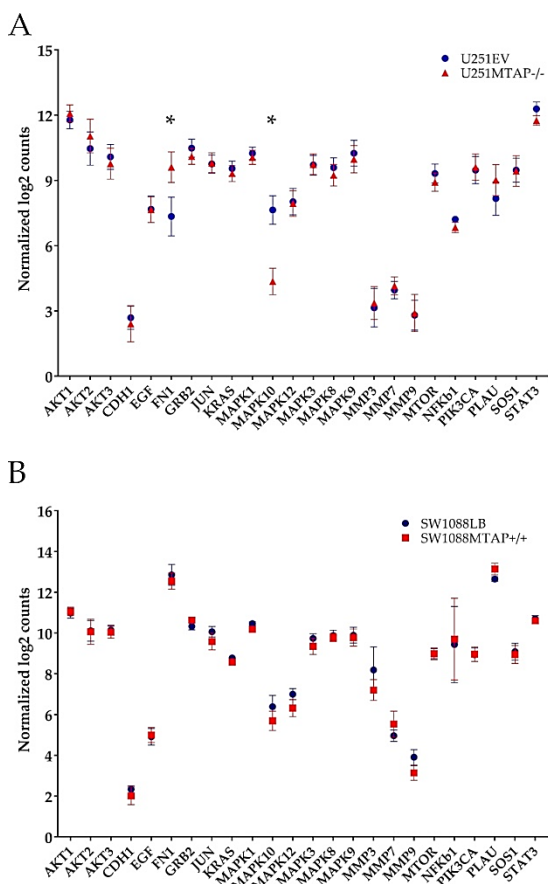 A
Normalized log2 counts
15
12
9
6
3
0
U251EV
U251MTAP-/-
*
*
AKT1
AKT2
AKT3
CDH1
EGF
FN1
GRB2
JUN
KRAS
MAPK1
MAPK10
MAPK12
MAPK3
MAPK8
MAPK9
MMP3
MMP7
MMP9
MTOR
NFKb1
PIK3CA
PLAU
SOS1
STAT3
B
Normalized log2 counts
16
14
12
10
8
6
4
2
0
SW1088LB
SW1088MTAP+/+
AKT1
AKT2
AKT3
CDH1
EGF
FN1
GRB2
JUN
KRAS
MAPK1
MAPK10
MAPK12
MAPK3
MAPK8
MAPK9
MMP3
MMP7
MMP9
MTOR
NFKb1
PIK3CA
PLAU
SOS1
STAT3